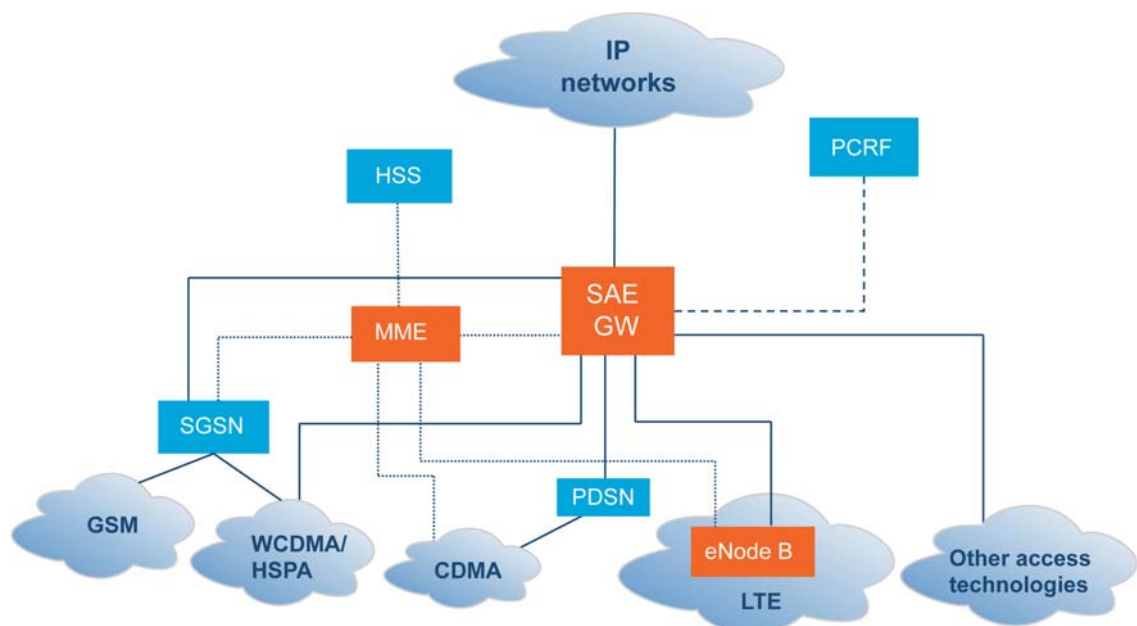 IP
networks
PCRF
HSS
SAE
GW
MME
SGSN
PDSN
GSM
WCDMA/
HSPA
CDMA
eNode B
LTE
Other access
technologies